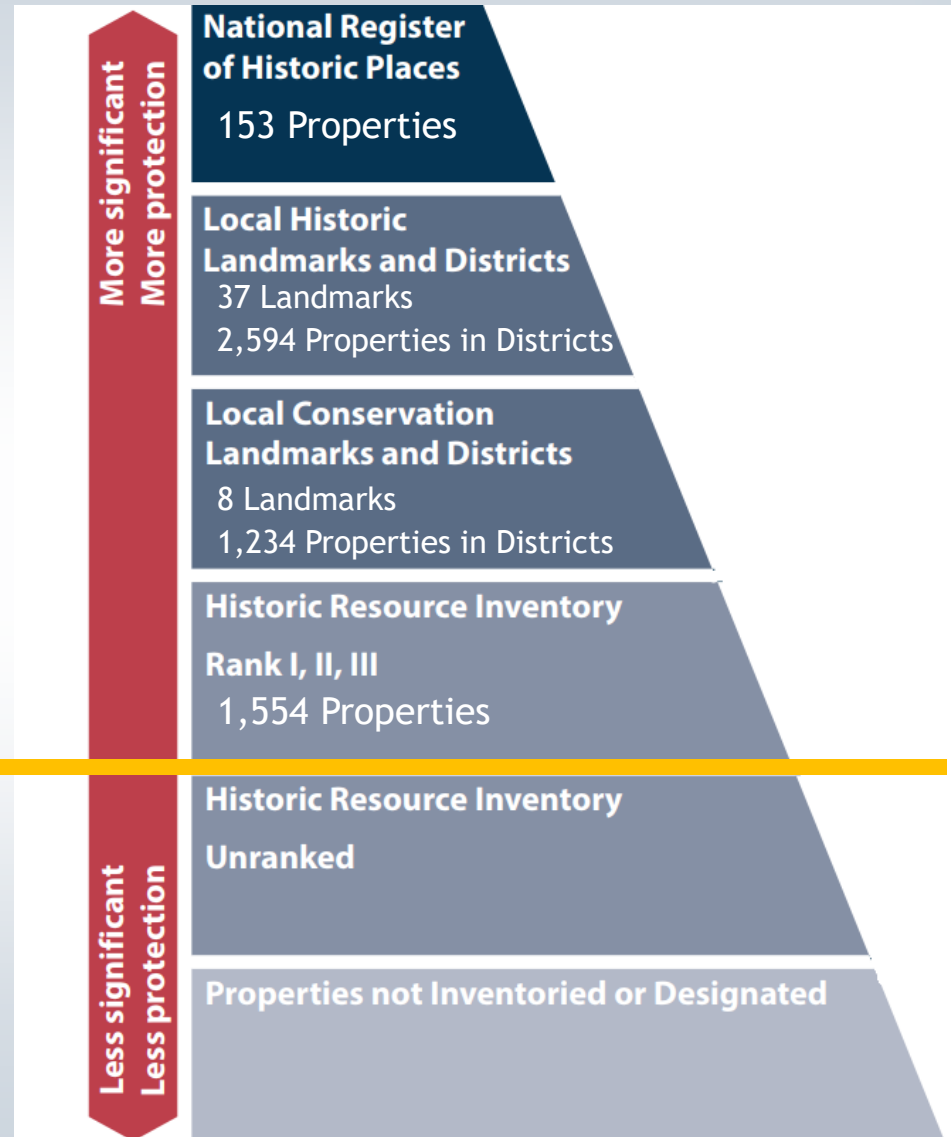 More significant
More protection
National Register
of Historic Places
153 Properties
Local Historic
Landmarks and Districts
37 Landmarks
2,594 Properties in Districts
Local Conservation
Landmarks and Districts
8 Landmarks
1,234 Properties in Districts
Historic Resource Inventory
Rank I, II, III
1,554 Properties
Less significant
Less protection
Historic Resource Inventory
Unranked
Properties not Inventoried or Designated